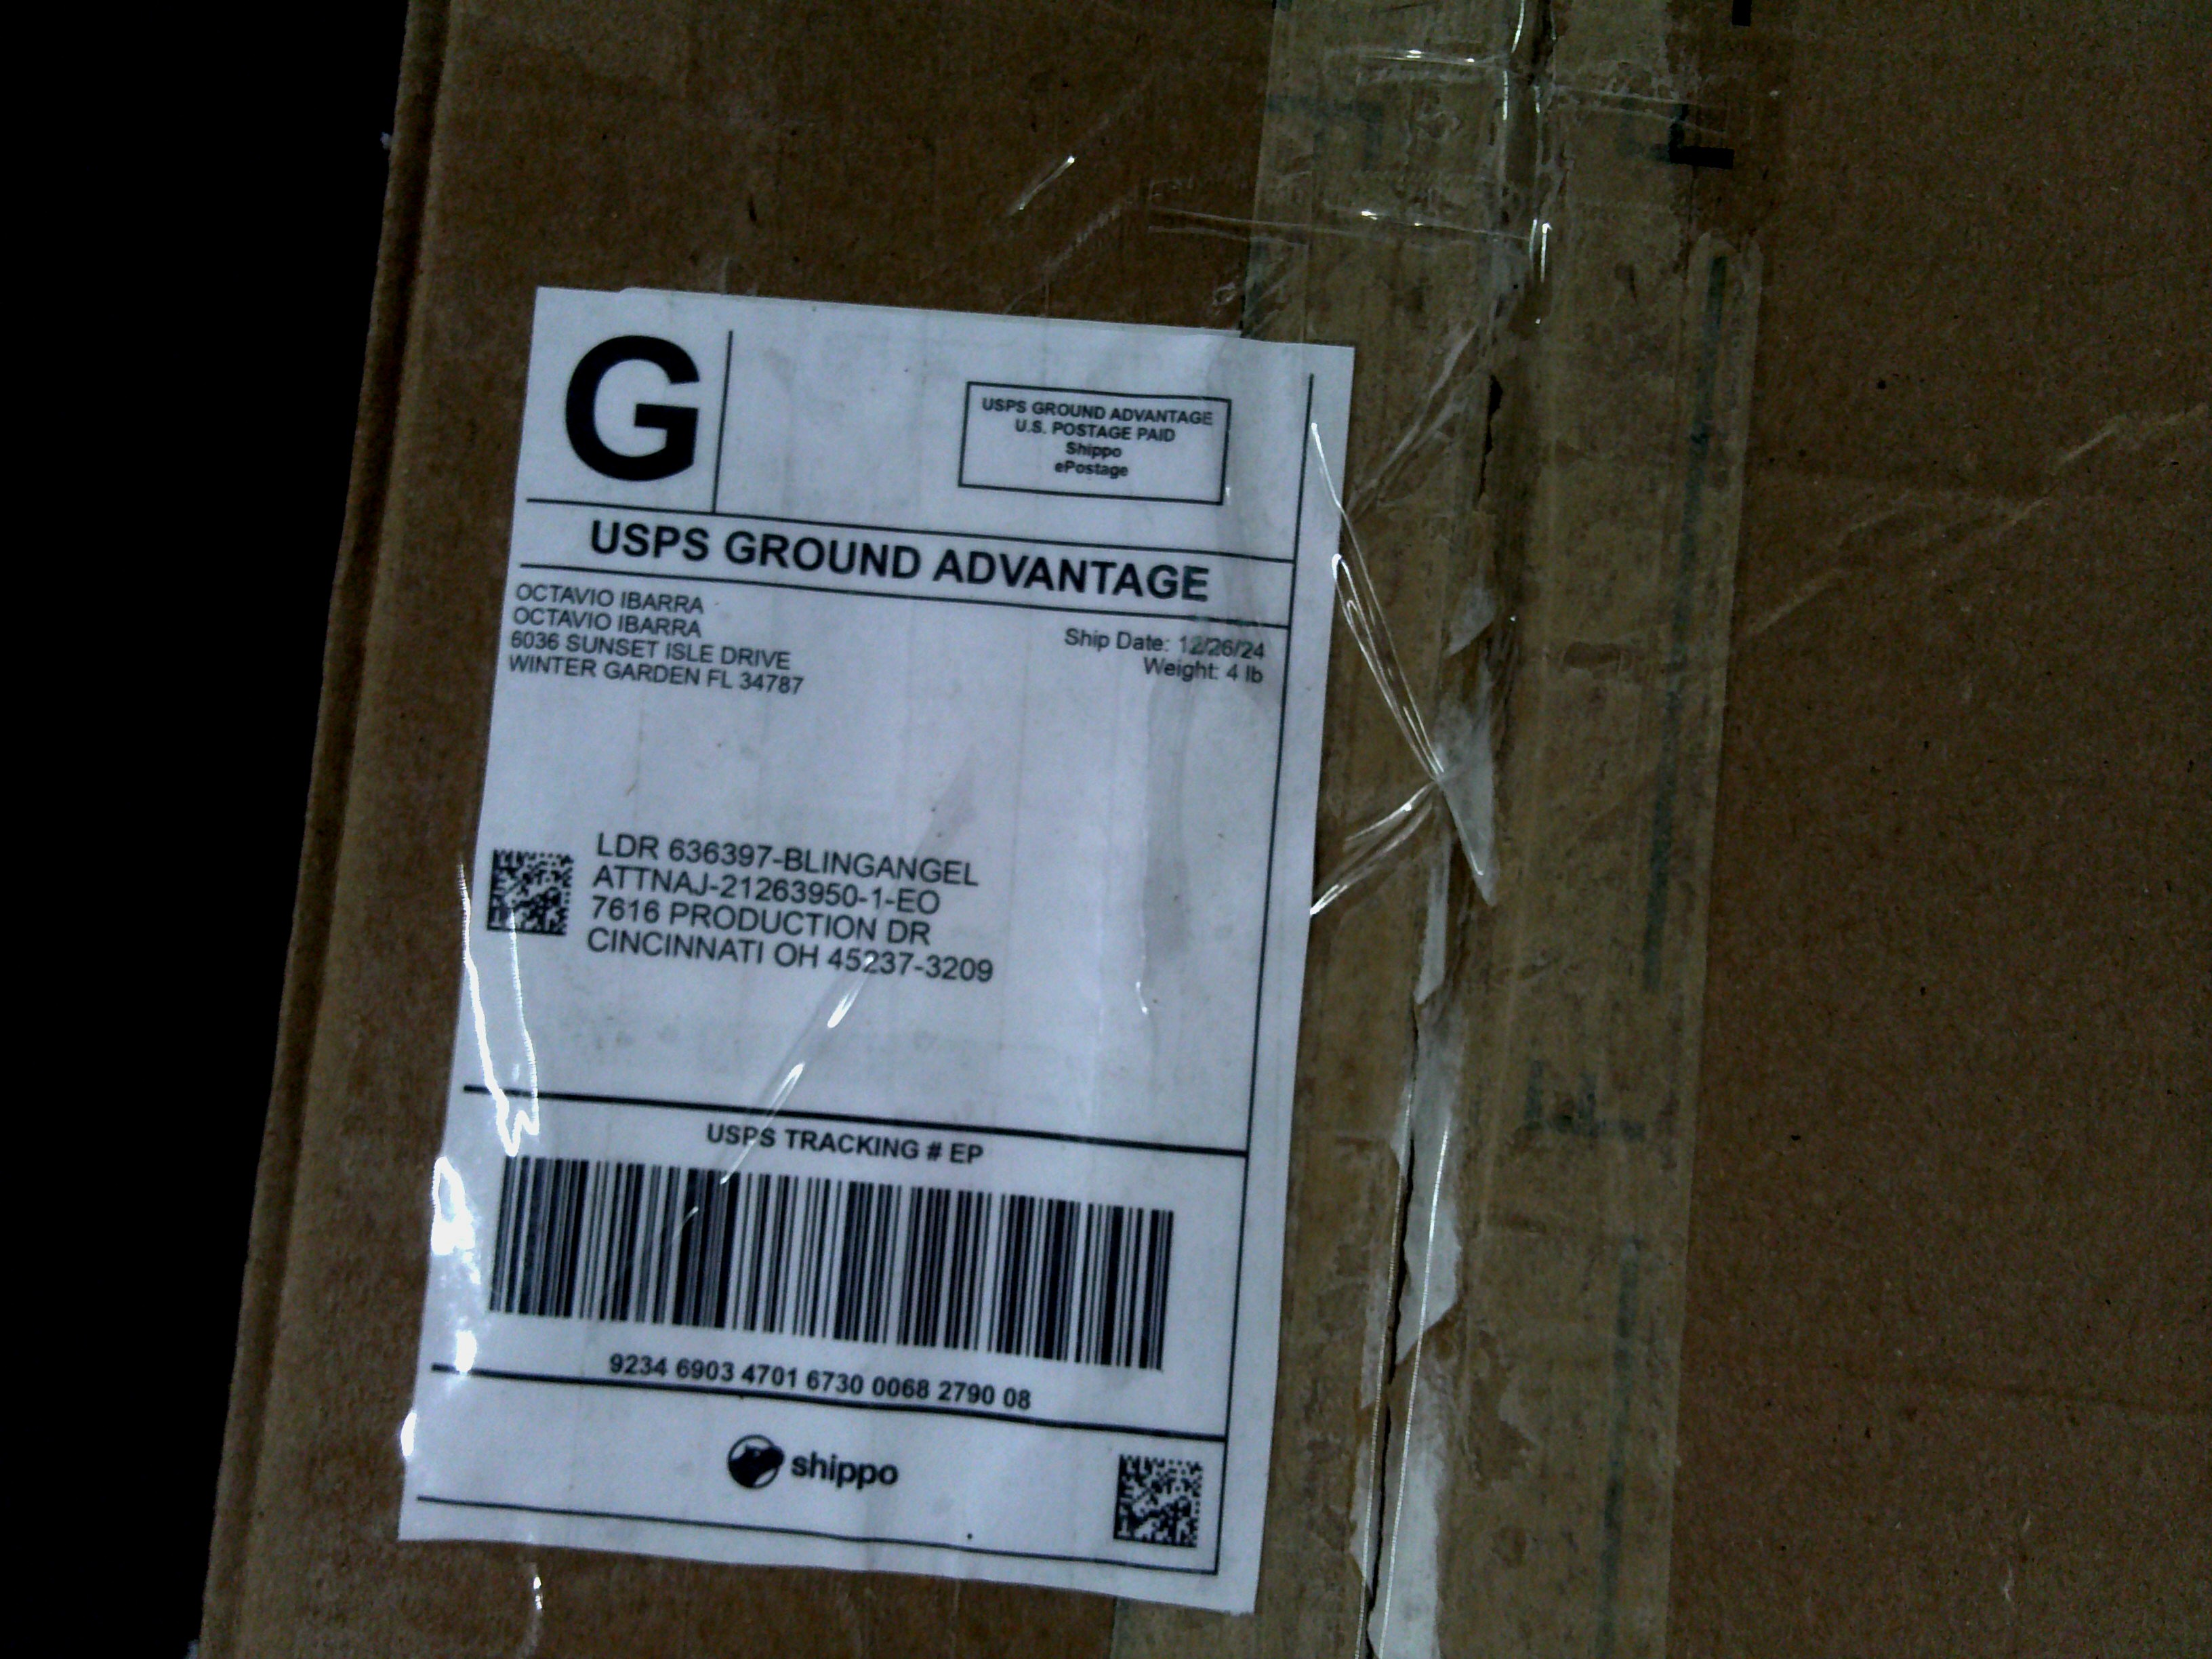 G
USPS GROUND ADVANTAGE
U.S. POSTAGE PAID
Shippo
ePostage
USPS GROUND ADVANTAGE
OCTAVIO IBARRA
OCTAVIO IBARRA
6036 SUNSET ISLE DRIVE
WINTER GARDEN FL 34787
Ship Date: 12/26/24
Weight: 4 lb
LDR 636397-BLINGANGEL
ATTNAJ-21263950-1-EO
7616 PRODUCTION DR
CINCINNATI OH 45237-3209
USPS TRACKING # EP
9234 6903 4701 6730 0068 2790 08
shippo